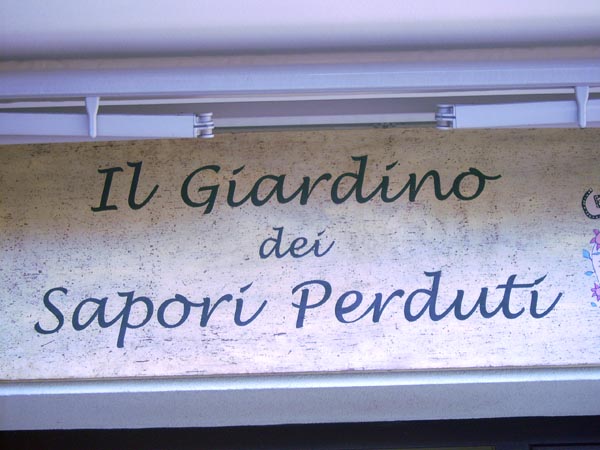 Il Giardino
dei
Sapori Perduti